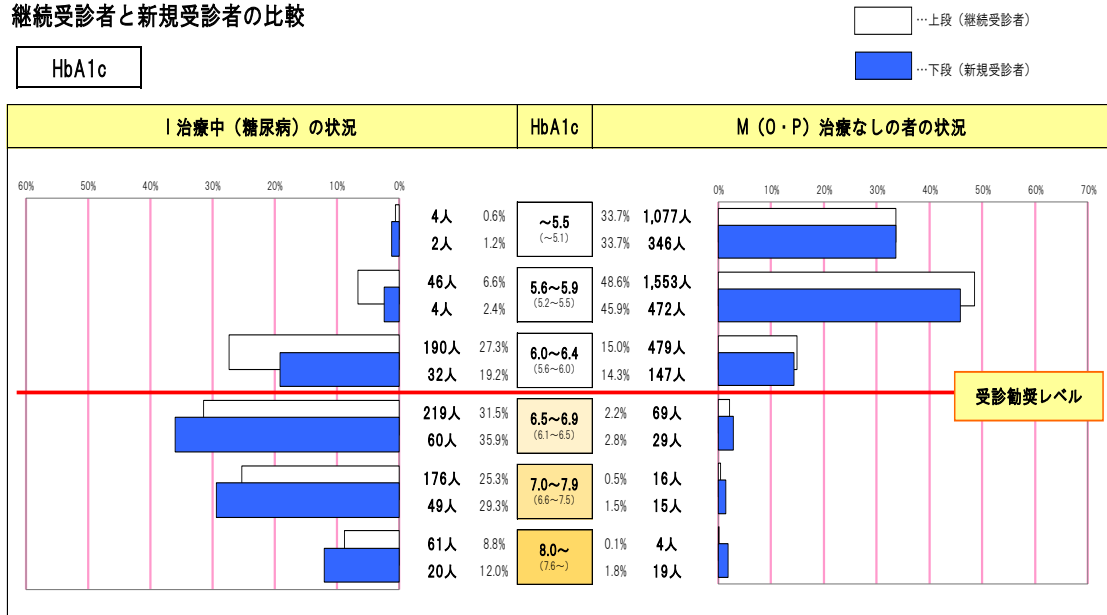 継続受診者と新規受診者の比較
…上段（継続受診者）
HbA1c
…下段（新規受診者）
Ⅰ 治療中（糖尿病）の状況 HbA1c M（O・P）治療なしの者の状況
60% 50% 40% 30% 20% 10% 0% 0% 10% 20% 30% 40% 50% 60% 70%
4人 0.6% ～5.5 33.7% 1,077人
2人 1.2% （～5.1） 33.7% 346人
46人 6.6% 5.6～5.9 48.6% 1,553人
4人 2.4% （5.2～5.5） 45.9% 472人
190人 27.3% 6.0～6.4 15.0% 479人
32人 19.2% （5.6～6.0） 14.3% 147人
受診勧奨レベル
219人 31.5% 6.5～6.9 2.2% 69人
60人 35.9% （6.1～6.5） 2.8% 29人
176人 25.3% 7.0～7.9 0.5% 16人
49人 29.3% （6.6～7.5） 1.5% 15人
61人 8.8% 8.0～ 0.1% 4人
20人 12.0% （7.6～） 1.8% 19人